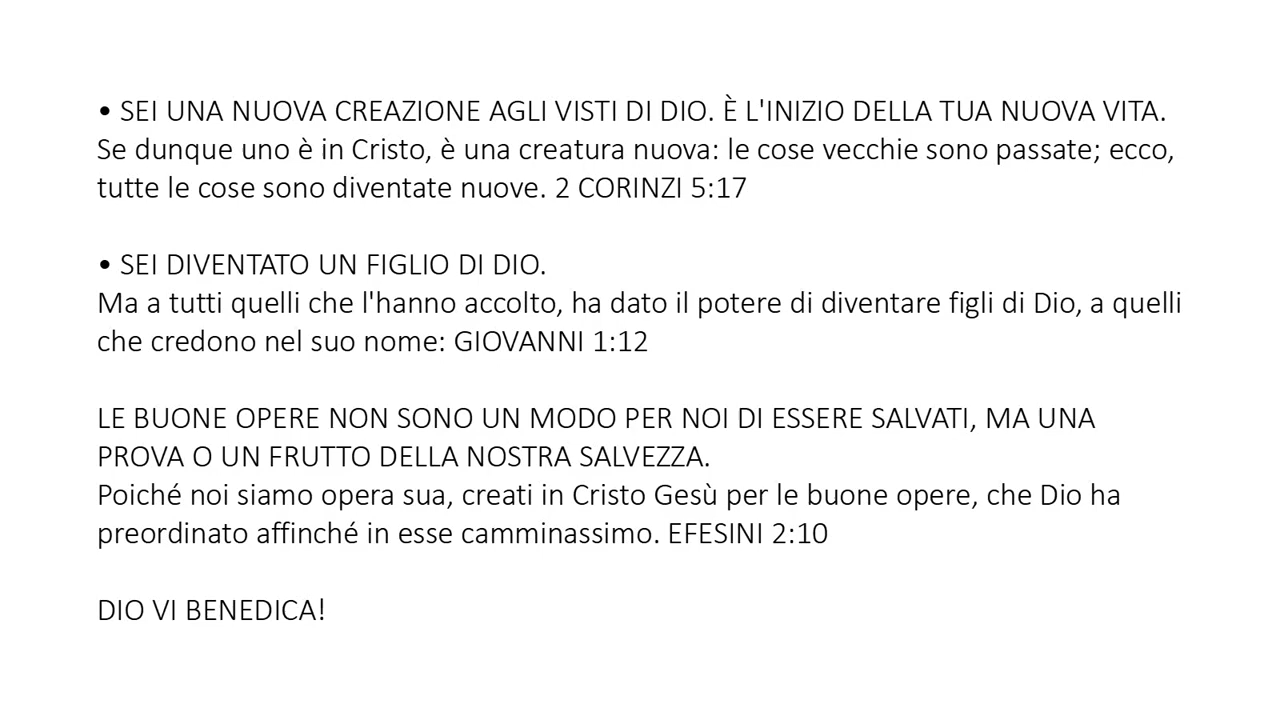 • SEI UNA NUOVA CREAZIONE AGLI VISTI DI DIO. È L'INIZIO DELLA TUA NUOVA VITA.
Se dunque uno è in Cristo, è una creatura nuova: le cose vecchie sono passate; ecco,
tutte le cose sono diventate nuove. 2 CORINZI 5:17
• SEI DIVENTATO UN FIGLIO DI DIO.
Ma a tutti quelli che l'hanno accolto, ha dato il potere di diventare figli di Dio, a quelli
che credono nel suo nome: GIOVANNI 1:12
LE BUONE OPERE NON SONO UN MODO PER NOI DI ESSERE SALVATI, MA UNA
PROVA O UN FRUTTO DELLA NOSTRA SALVEZZA.
Poiché noi siamo opera sua, creati in Cristo Gesù per le buone opere, che Dio ha
preordinato affinché in esse camminassimo. EFESINI 2:10
DIO VI BENEDICA!